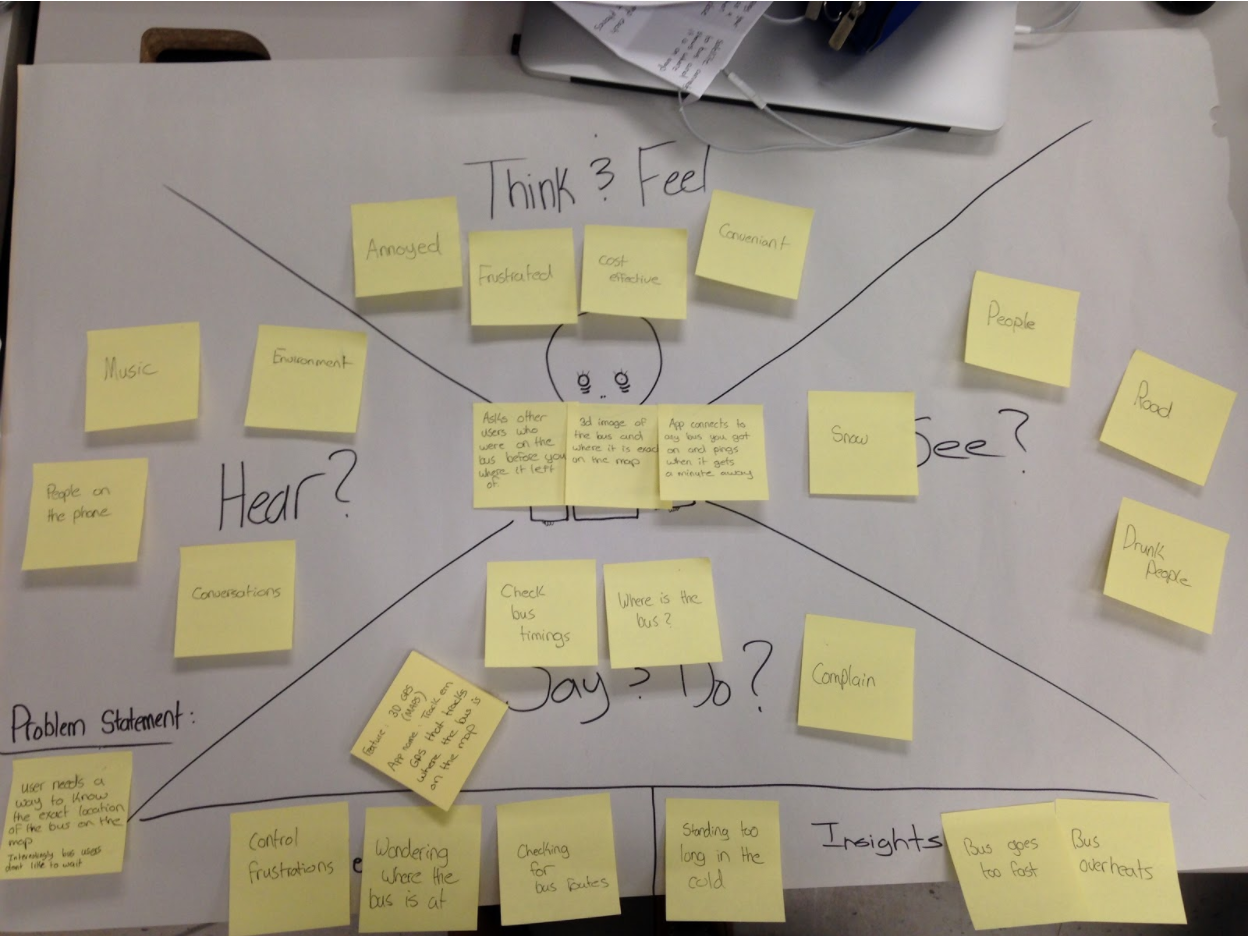 Think & Feel
Annoyed
Frustrated
Cost
effective
Conveniant
Music
Environment
People on
the phone
Hear?
Conversations
Asks other
users who
were on the
bus before you
where it left
of
3d image of
the bus and
where it is exac
on the map
App connects to
any bus you got
on and pings
when it gets
a minute away
People
Road
Snow
See?
Drunk
People
Check
bus
timings
Where is the
bus?
Say & Do?
Complain
Feature: 3D GPS
(MAPS)
App name: Track em
GPS that tracks
where the bus is
on the map
Problem Statement:
User needs a
way to know
the exact location
of the bus on the
map
Interestingly bus users
dont like to wait
Control
frustrations
Wondering
where the
bus is at
Checking
for
bus routes
Standing too
long in the
cold
Insights
Bus goes
too fast
Bus
overheats